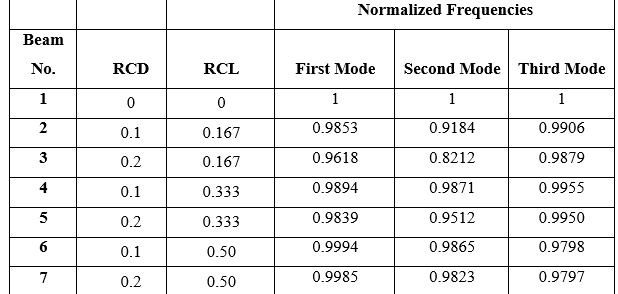 Normalized Frequencies
Beam No. RCD RCL First Mode Second Mode Third Mode
1 0 0 1 1 1
2 0.1 0.167 0.9853 0.9184 0.9906
3 0.2 0.167 0.9618 0.8212 0.9879
4 0.1 0.333 0.9894 0.9871 0.9955
5 0.2 0.333 0.9839 0.9512 0.9950
6 0.1 0.50 0.9994 0.9865 0.9798
7 0.2 0.50 0.9985 0.9823 0.9797